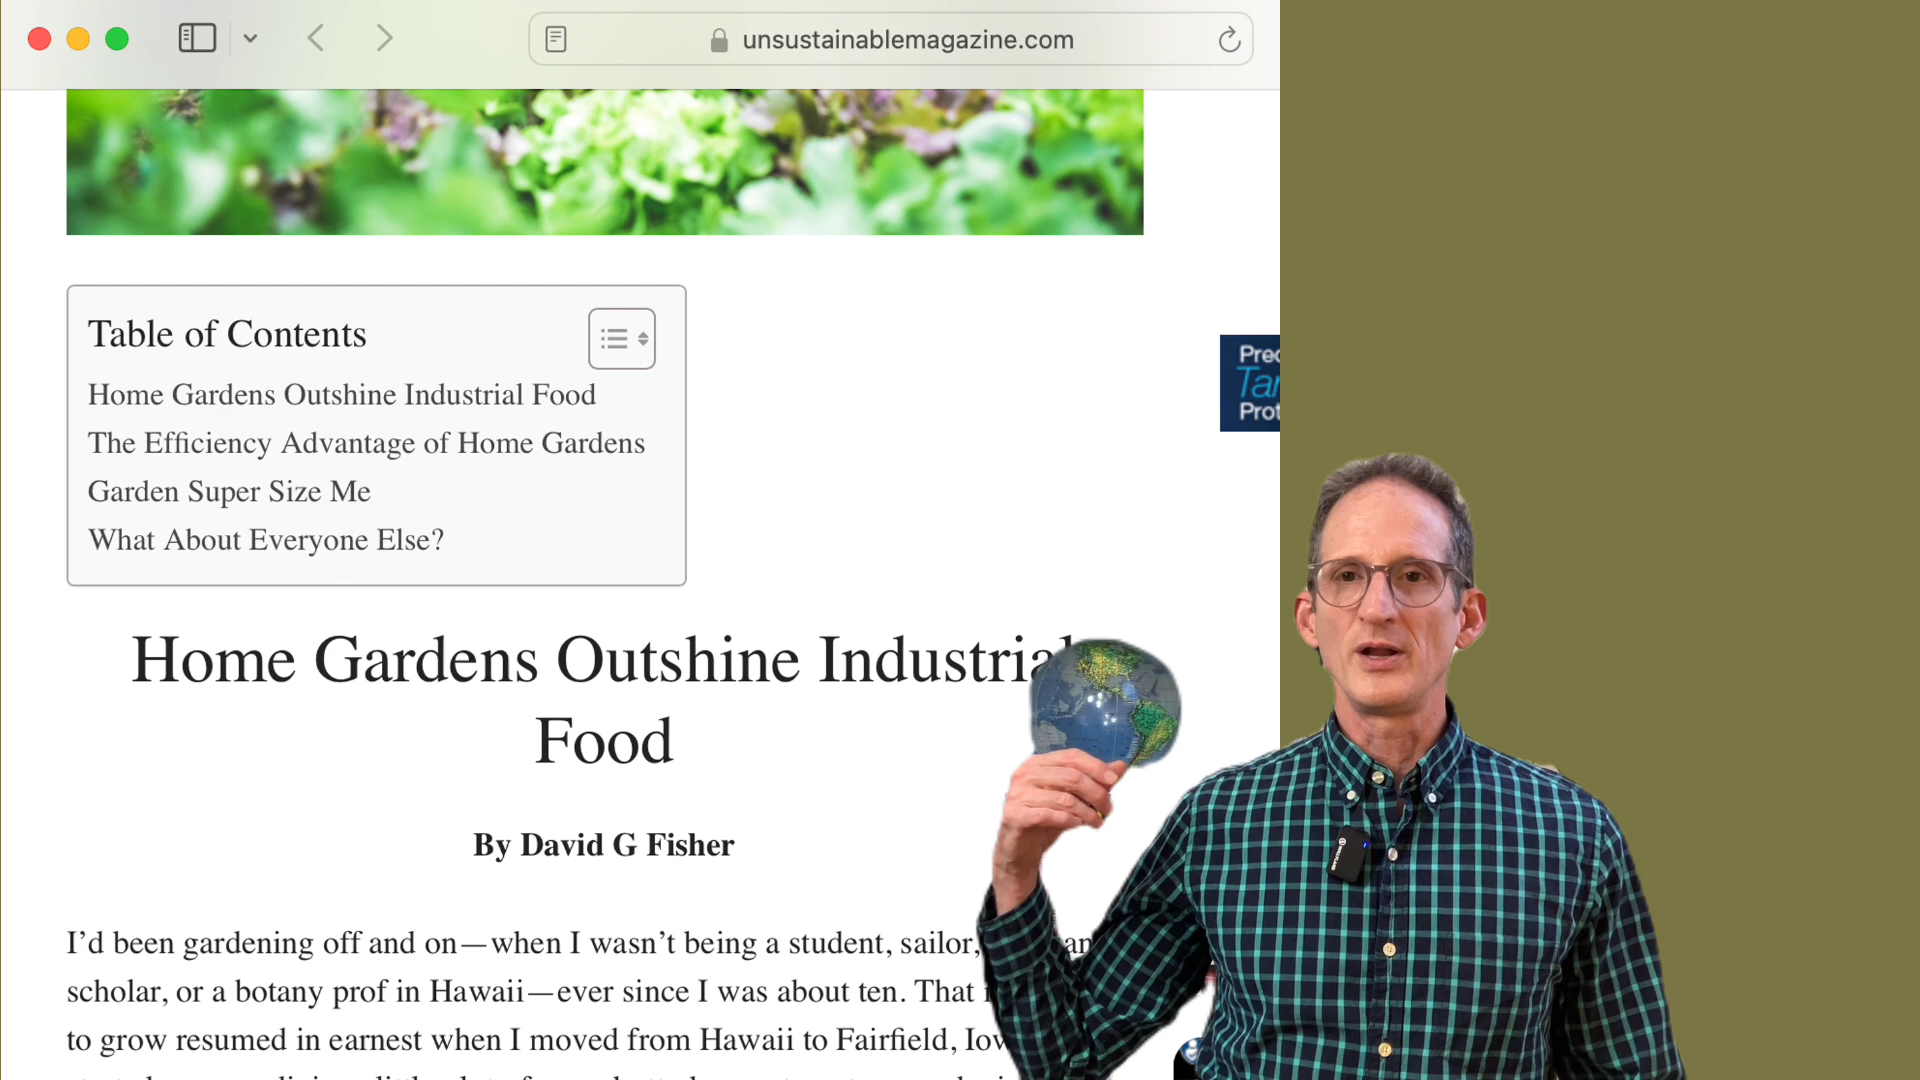 unsustainablemagazine.com
Table of Contents
Home Gardens Outshine Industrial Food
The Efficiency Advantage of Home Gardens
Garden Super Size Me
What About Everyone Else?
Home Gardens Outshine Industrial
Food
By David G Fisher
I’d been gardening off and on—when I wasn’t being a student, sailor,
scholar, or a botany prof in Hawaii—ever since I was about ten. That
to grow resumed in earnest when I moved from Hawaii to Fairfield,